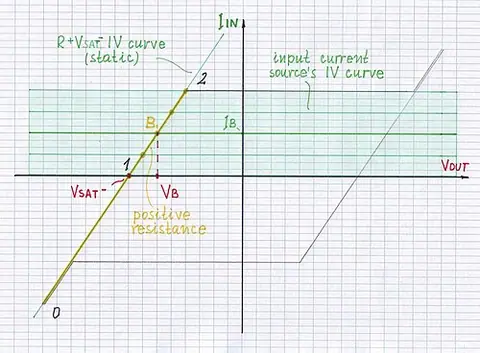 IIN
R+VSAT- IV curve
(static)
2
input current
source's IV curve
B
IB
1
VOUT
VSAT-
VB
positive
resistance
0